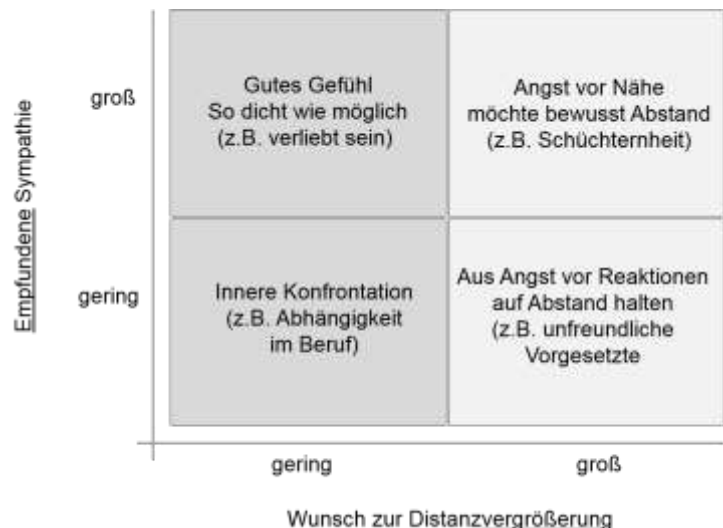 Empfundene Sympathie
groß
Gutes Gefühl
So dicht wie möglich
(z.B. verliebt sein)
Angst vor Nähe
möchte bewusst Abstand
(z.B. Schüchternheit)
gering
Innere Konfrontation
(z.B. Abhängigkeit
im Beruf)
Aus Angst vor Reaktionen
auf Abstand halten
(z.B. unfreundliche
Vorgesetzte
gering
groß
Wunsch zur Distanzvergrößerung